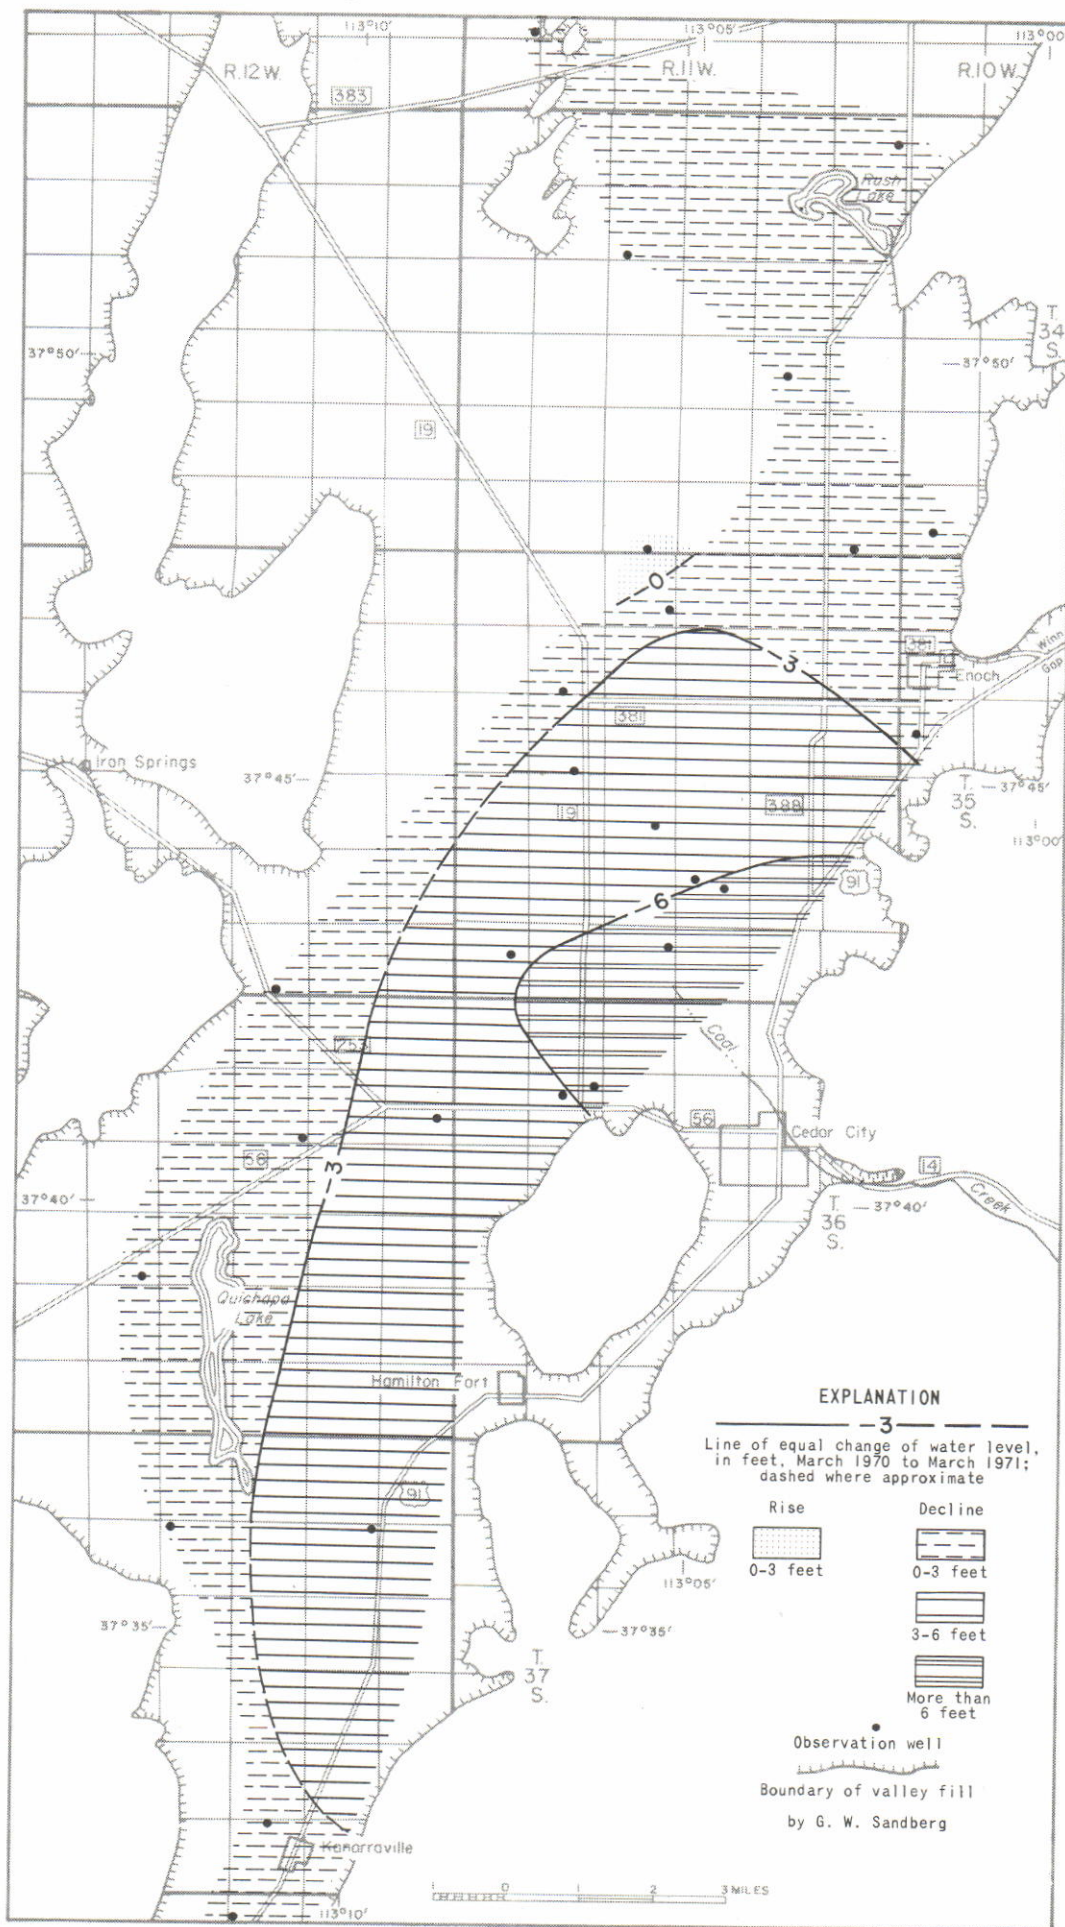 113°10'
113°05'
113°00'
R.12W.
R.11W.
R.10W.
383
Rush
Lake
T.
34
S.
37°50'
37°50'
19
0
-3
381
Winn
Gap
Enoch
381
Iron Springs
37°45'
T.
35
S.
37°45'
19
388
113°00'
91
-6
Coal
56
Cedar City
14
56
-3
37°40'
T.
36
S.
37°40'
Creek
Quichapa
Lake
Hamilton Fort
91
EXPLANATION
-3
Line of equal change of water level,
in feet, March 1970 to March 1971;
dashed where approximate
Rise
Decline
0-3 feet
0-3 feet
3-6 feet
More than
6 feet
Observation well
Boundary of valley fill
by G. W. Sandberg
113°05'
37°35'
37°35'
T.
37
S.
Kanarraville
1 0 1 2 3 MILES
113°10'